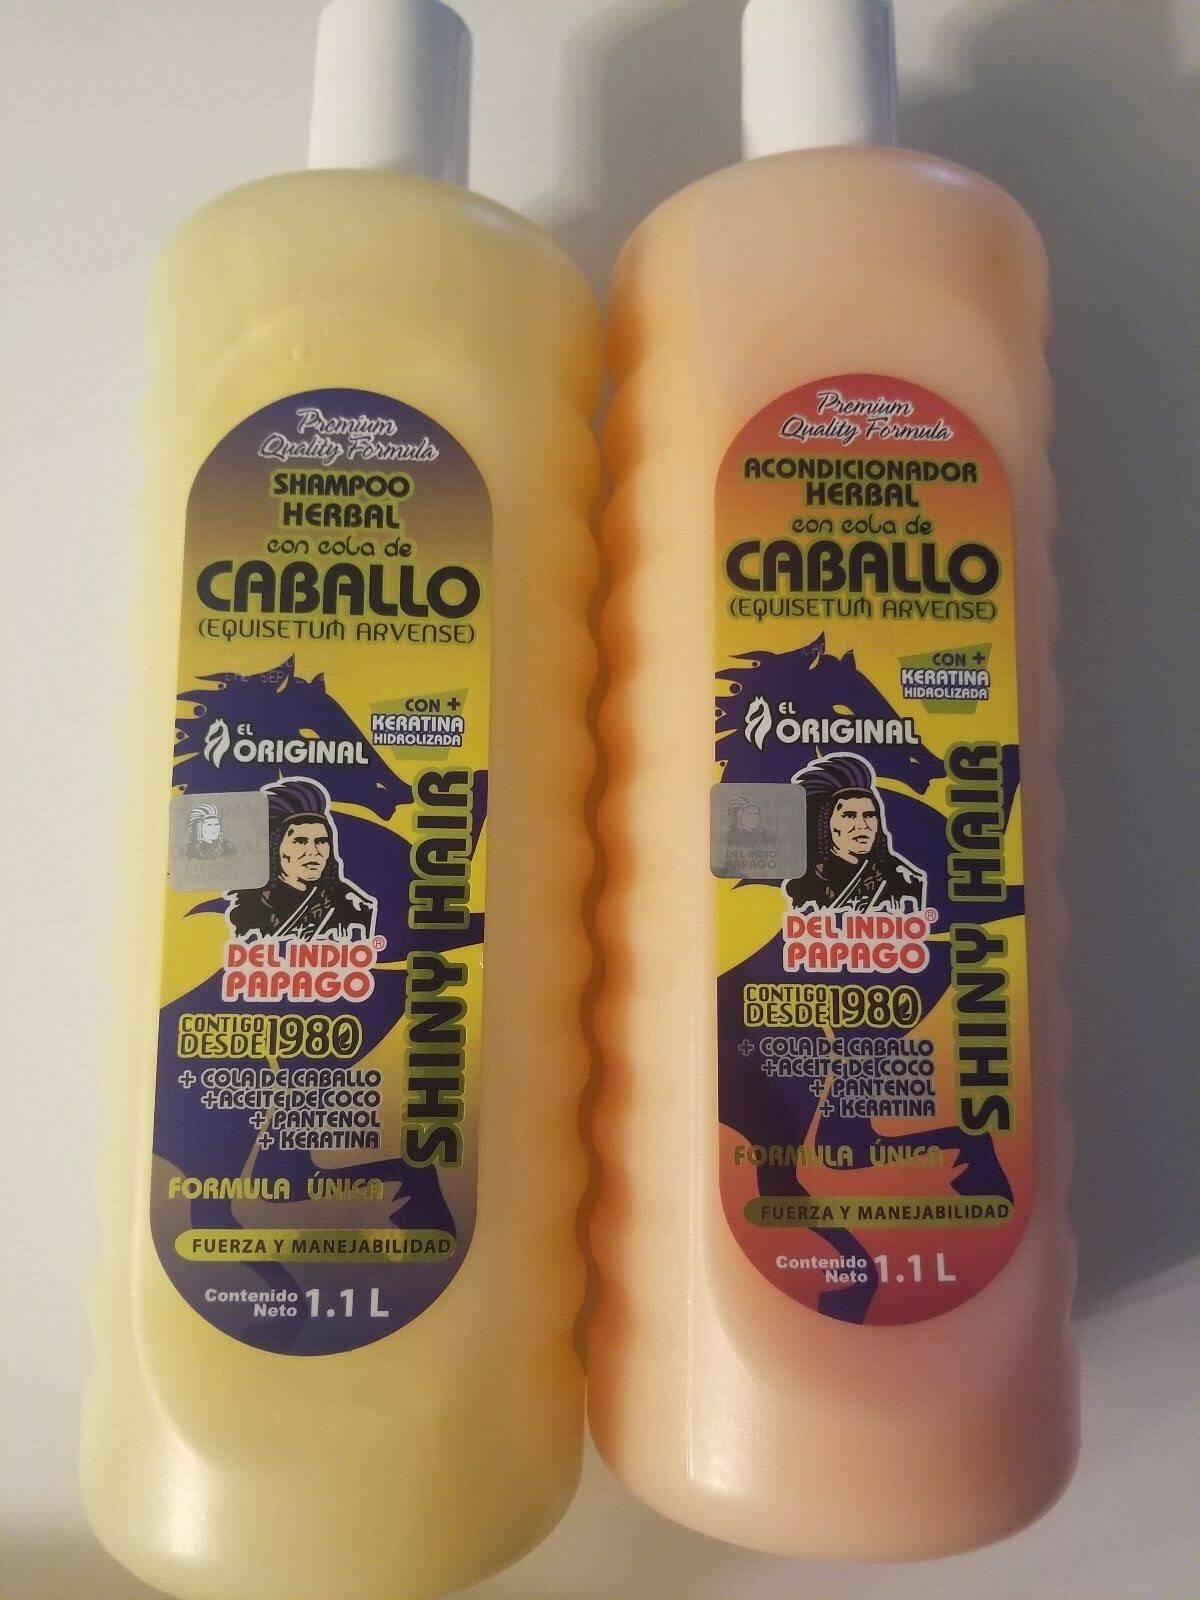 Premium
Quality Formula
SHAMPOO
HERBAL
con cola de
CABALLO
(EQUISETUM ARVENSE)
CON +
KERATINA
HIDROLIZADA
EL
ORIGINAL
DEL INDIO
PAPAGO®
SHINY HAIR
CONTIGO
DESDE 1980
+ COLA DE CABALLO
+ACEITE DE COCO
+ PANTENOL
+ KERATINA
FORMULA ÚNICA
FUERZA Y MANEJABILIDAD
Contenido
Neto 1.1 L
Premium
Quality Formula
ACONDICIONADOR
HERBAL
con cola de
CABALLO
(EQUISETUM ARVENSE)
CON +
KERATINA
HIDROLIZADA
EL
ORIGINAL
DEL INDIO
PAPAGO
DEL INDIO
PAPAGO®
SHINY HAIR
CONTIGO
DESDE 1980
+ COLA DE CABALLO
+ACEITE DE COCO
+ PANTENOL
+ KERATINA
FORMULA ÚNICA
FUERZA Y MANEJABILIDAD
Contenido
Neto 1.1 L